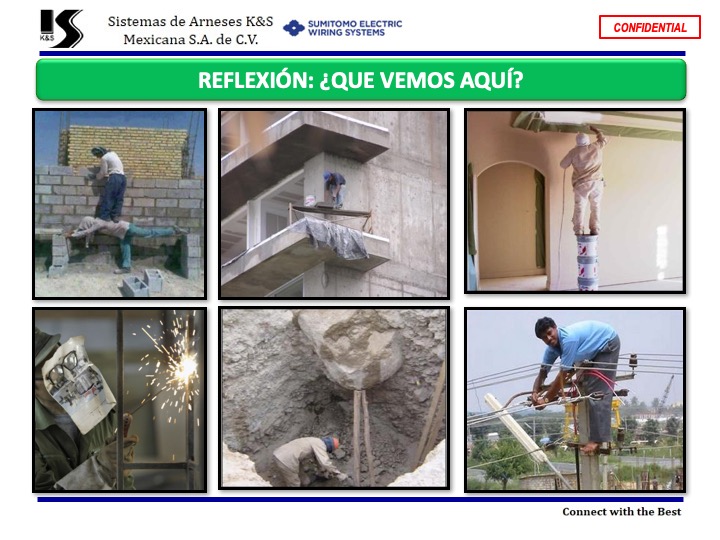 K&S
Sistemas de Arneses K&S
Mexicana S.A. de C.V.
SUMITOMO ELECTRIC
WIRING SYSTEMS
CONFIDENTIAL
REFLEXIÓN: ¿QUE VEMOS AQUÍ?
Connect with the Best